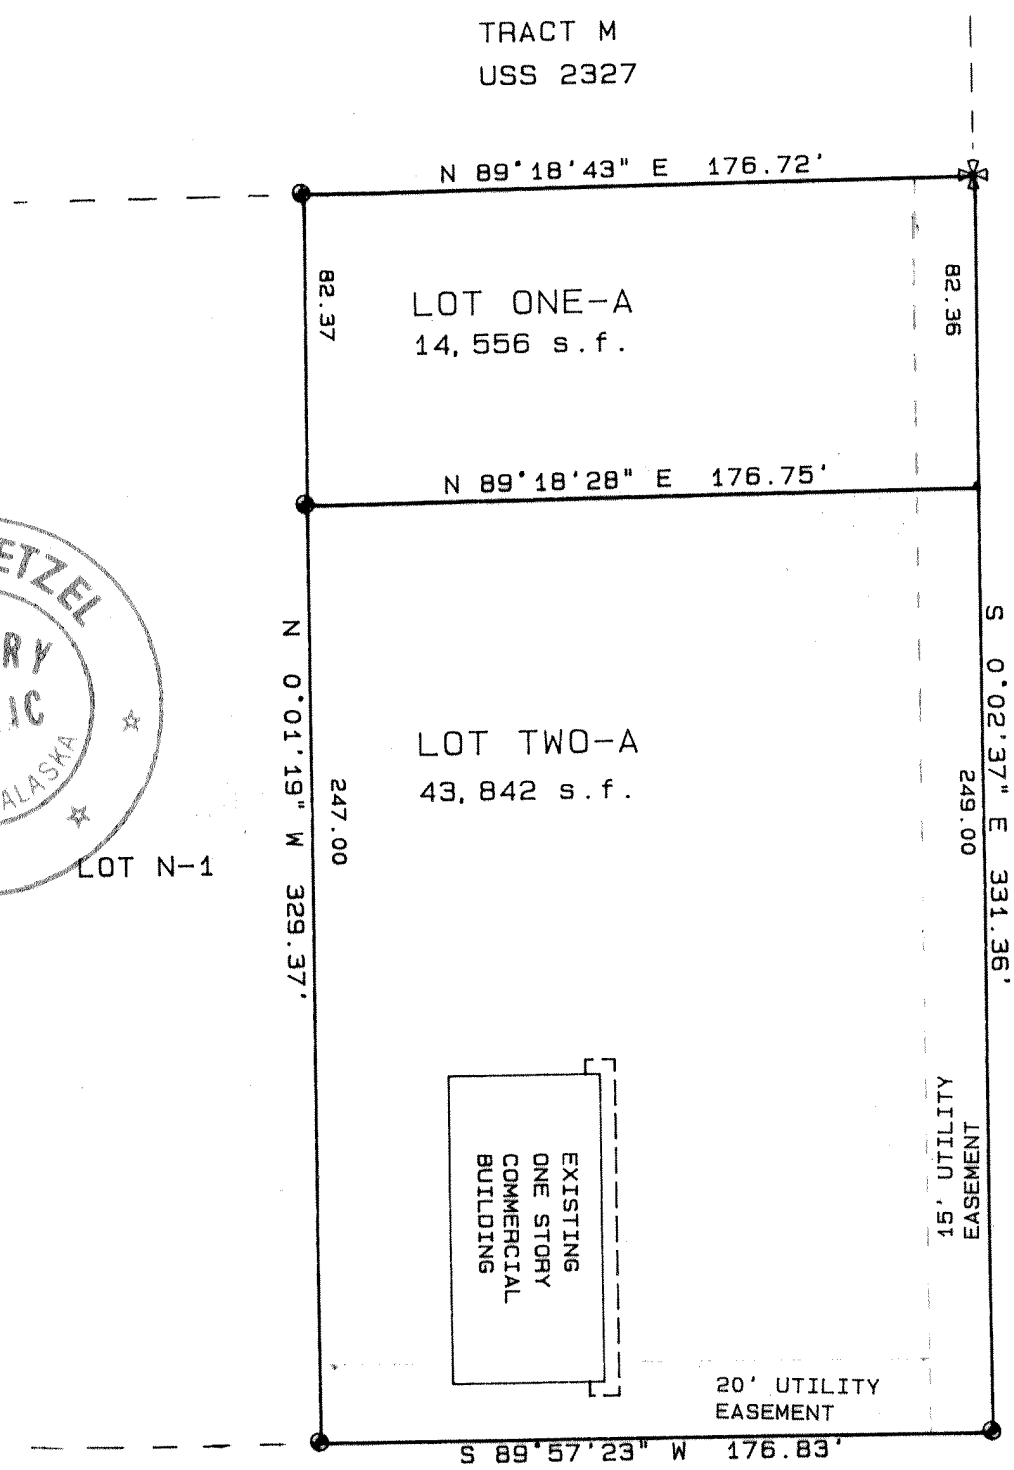 TRACT M
USS 2327
N 89°18'43" E 176.72'
82.37
LOT ONE-A
14,556 s.f.
82.36
N 89°18'28" E 176.75'
ETZEL
RY
IC
ALASKA
LOT N-1
N 0°01'19" W 329.37'
247.00
LOT TWO-A
43,842 s.f.
249.00
S 0°02'37" E 331.36'
EXISTING
ONE STORY
COMMERCIAL
BUILDING
15' UTILITY
EASEMENT
20' UTILITY
EASEMENT
S 89°57'23" W 176.83'